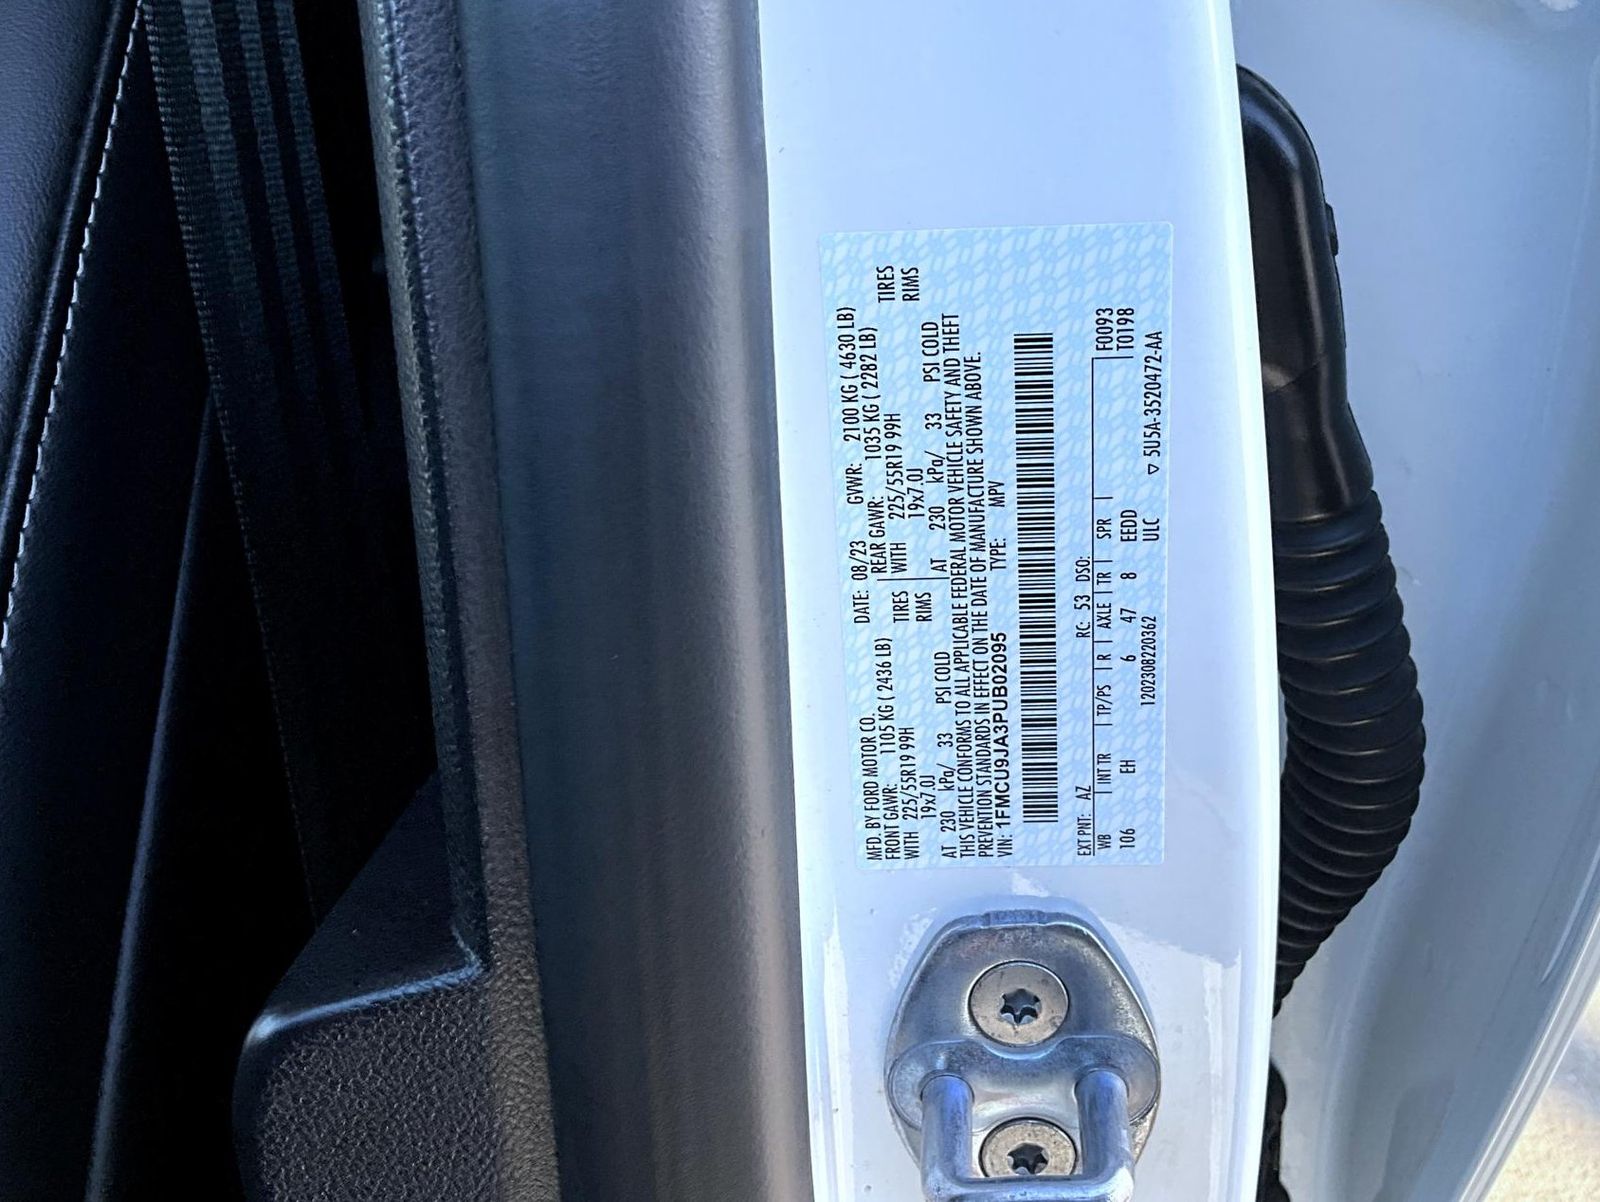 MFD. BY FORD MOTOR CO. DATE: 08/23 GVWR: 2100 KG ( 4630 LB)
FRONT GAWR: 1105 KG ( 2436 LB) REAR GAWR: 1035 KG ( 2282 LB)
WITH 225/55R19 99H TIRES WITH 225/55R19 99H TIRES
19x7.0J RIMS 19x7.0J RIMS
AT 230 kPa/ 33 PSI COLD AT 230 kPa/ 33 PSI COLD
THIS VEHICLE CONFORMS TO ALL APPLICABLE FEDERAL MOTOR VEHICLE SAFETY AND THEFT
PREVENTION STANDARDS IN EFFECT ON THE DATE OF MANUFACTURE SHOWN ABOVE.
VIN: 1FMCU9JA3PUB02095 TYPE: MPV
EXT PNT: AZ RC: 53 DSO: F0093
WB INT TR TP/PS R AXLE TR SPR T0198
106 EH 6 47 8 EEDD
1202308220362 ULC ▽ 5U5A-3520472-AA